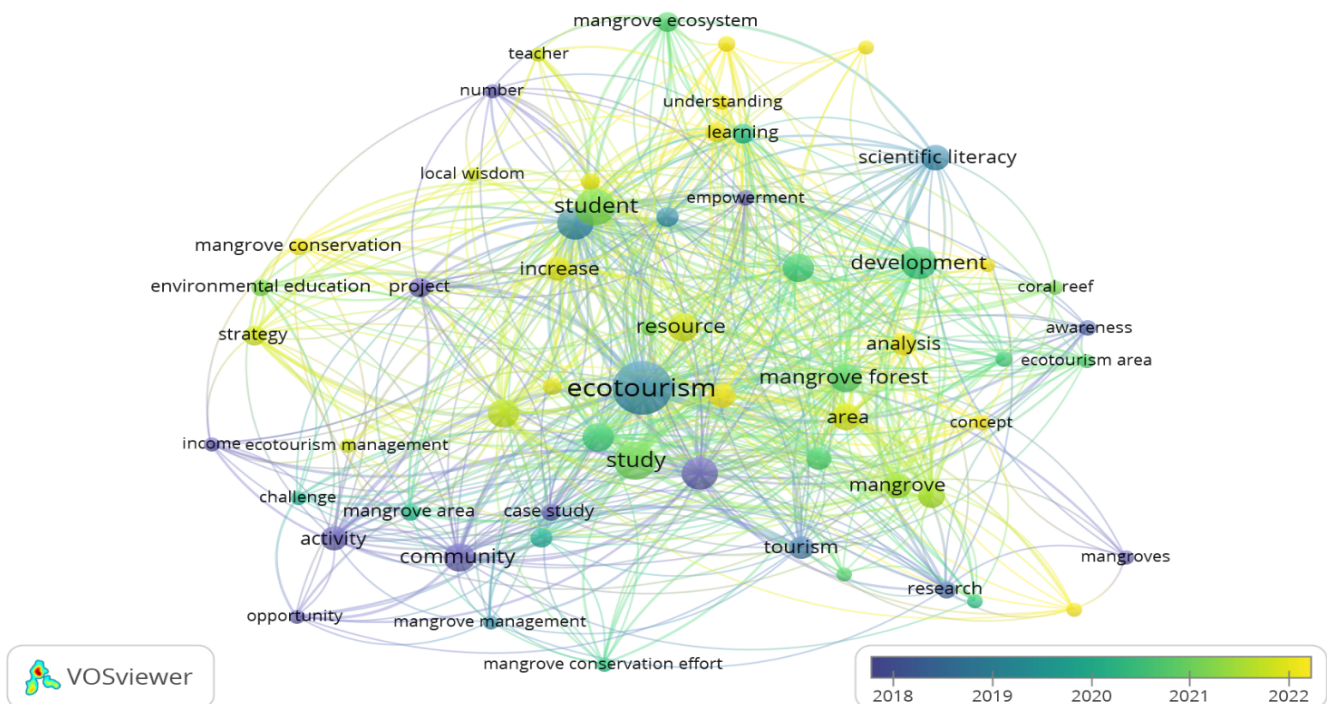 mangrove ecosystem
teacher
number
understanding
learning
scientific literacy
local wisdom
empowerment
student
mangrove conservation
increase
development
environmental education
project
coral reef
strategy
resource
awareness
analysis
ecotourism area
ecotourism
mangrove forest
area
concept
income
ecotourism management
study
mangrove
challenge
mangrove area
case study
activity
community
tourism
mangroves
research
opportunity
mangrove management
mangrove conservation effort
VOSviewer
2018
2019
2020
2021
2022